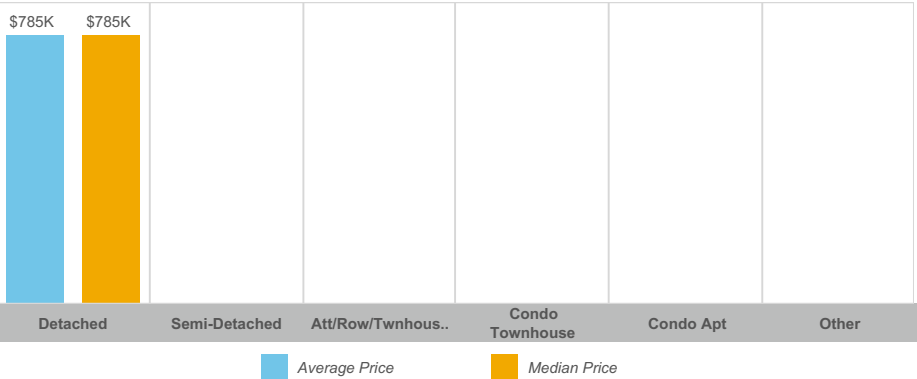 $785K $785K
Detached Semi-Detached Att/Row/Twnhous.. Condo Townhouse Condo Apt Other
Average Price Median Price